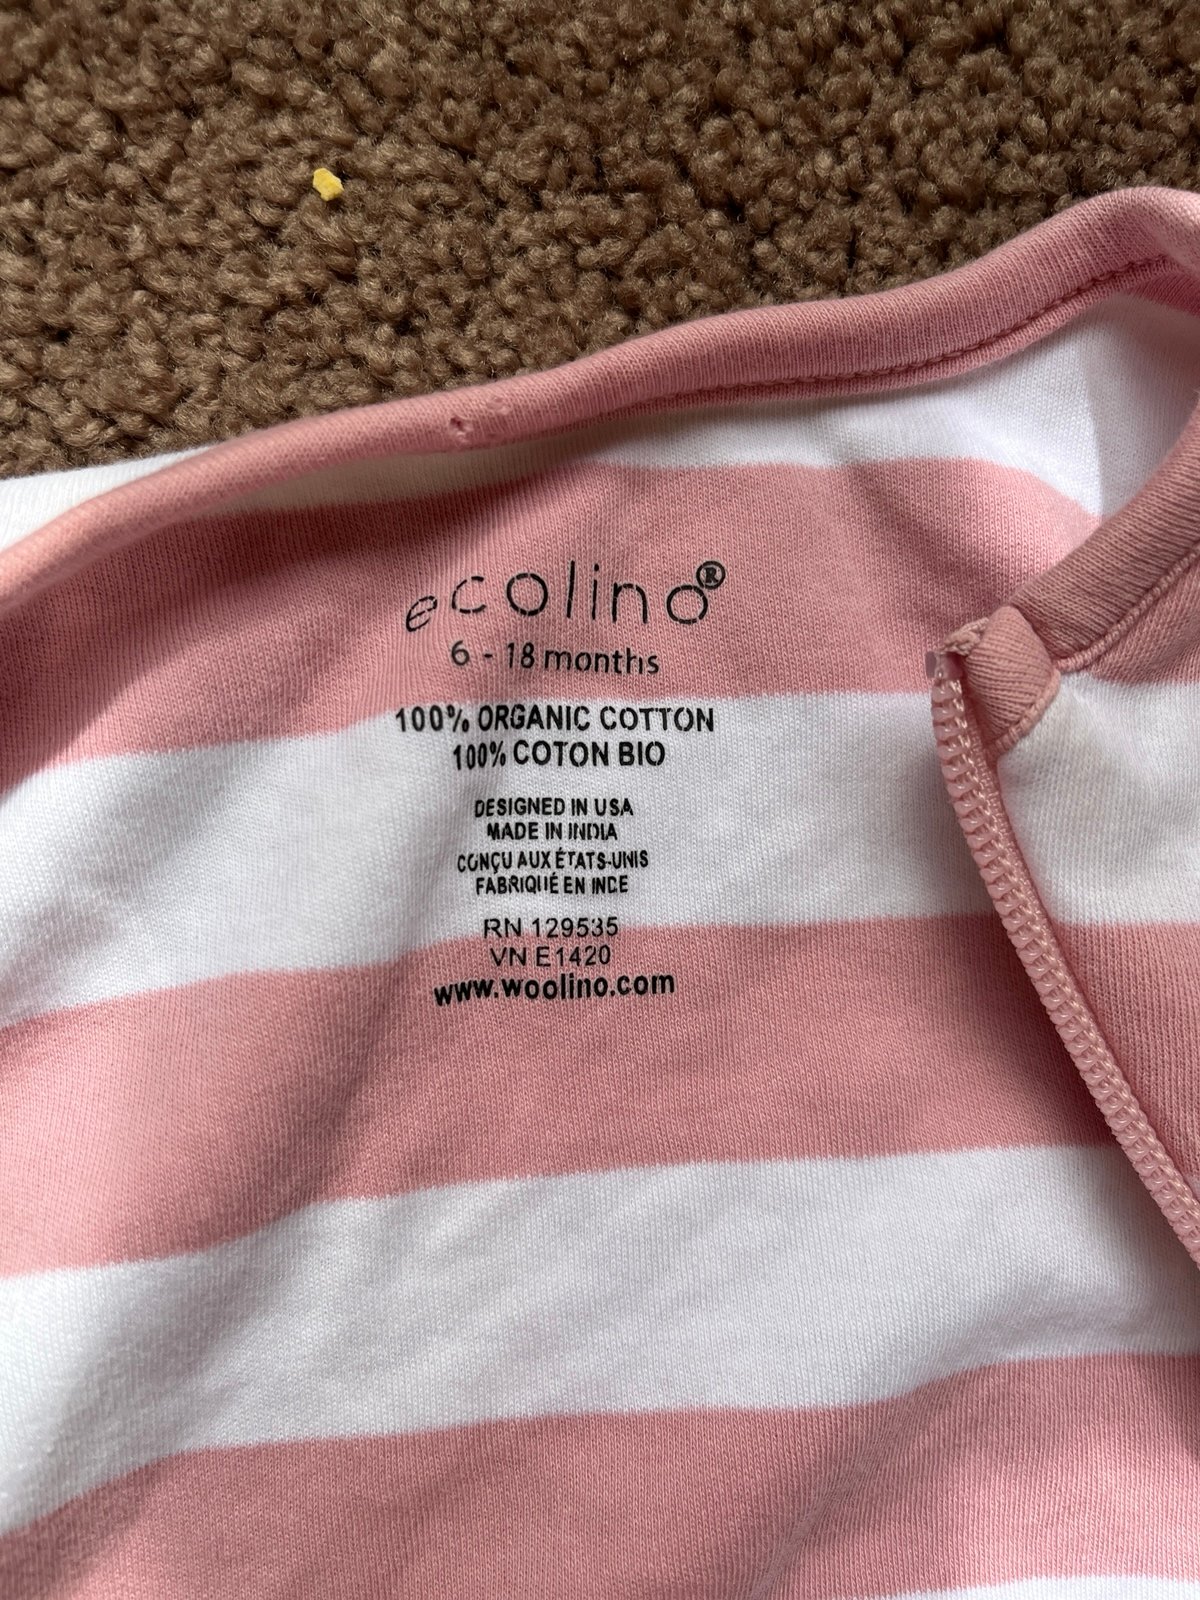 ecolino®
6 - 18 months
100% ORGANIC COTTON
100% COTON BIO
DESIGNED IN USA
MADE IN INDIA
CONÇU AUX ÉTATS-UNIS
FABRIQUÉ EN INDE
RN 129535
VN E1420
www.woolino.com